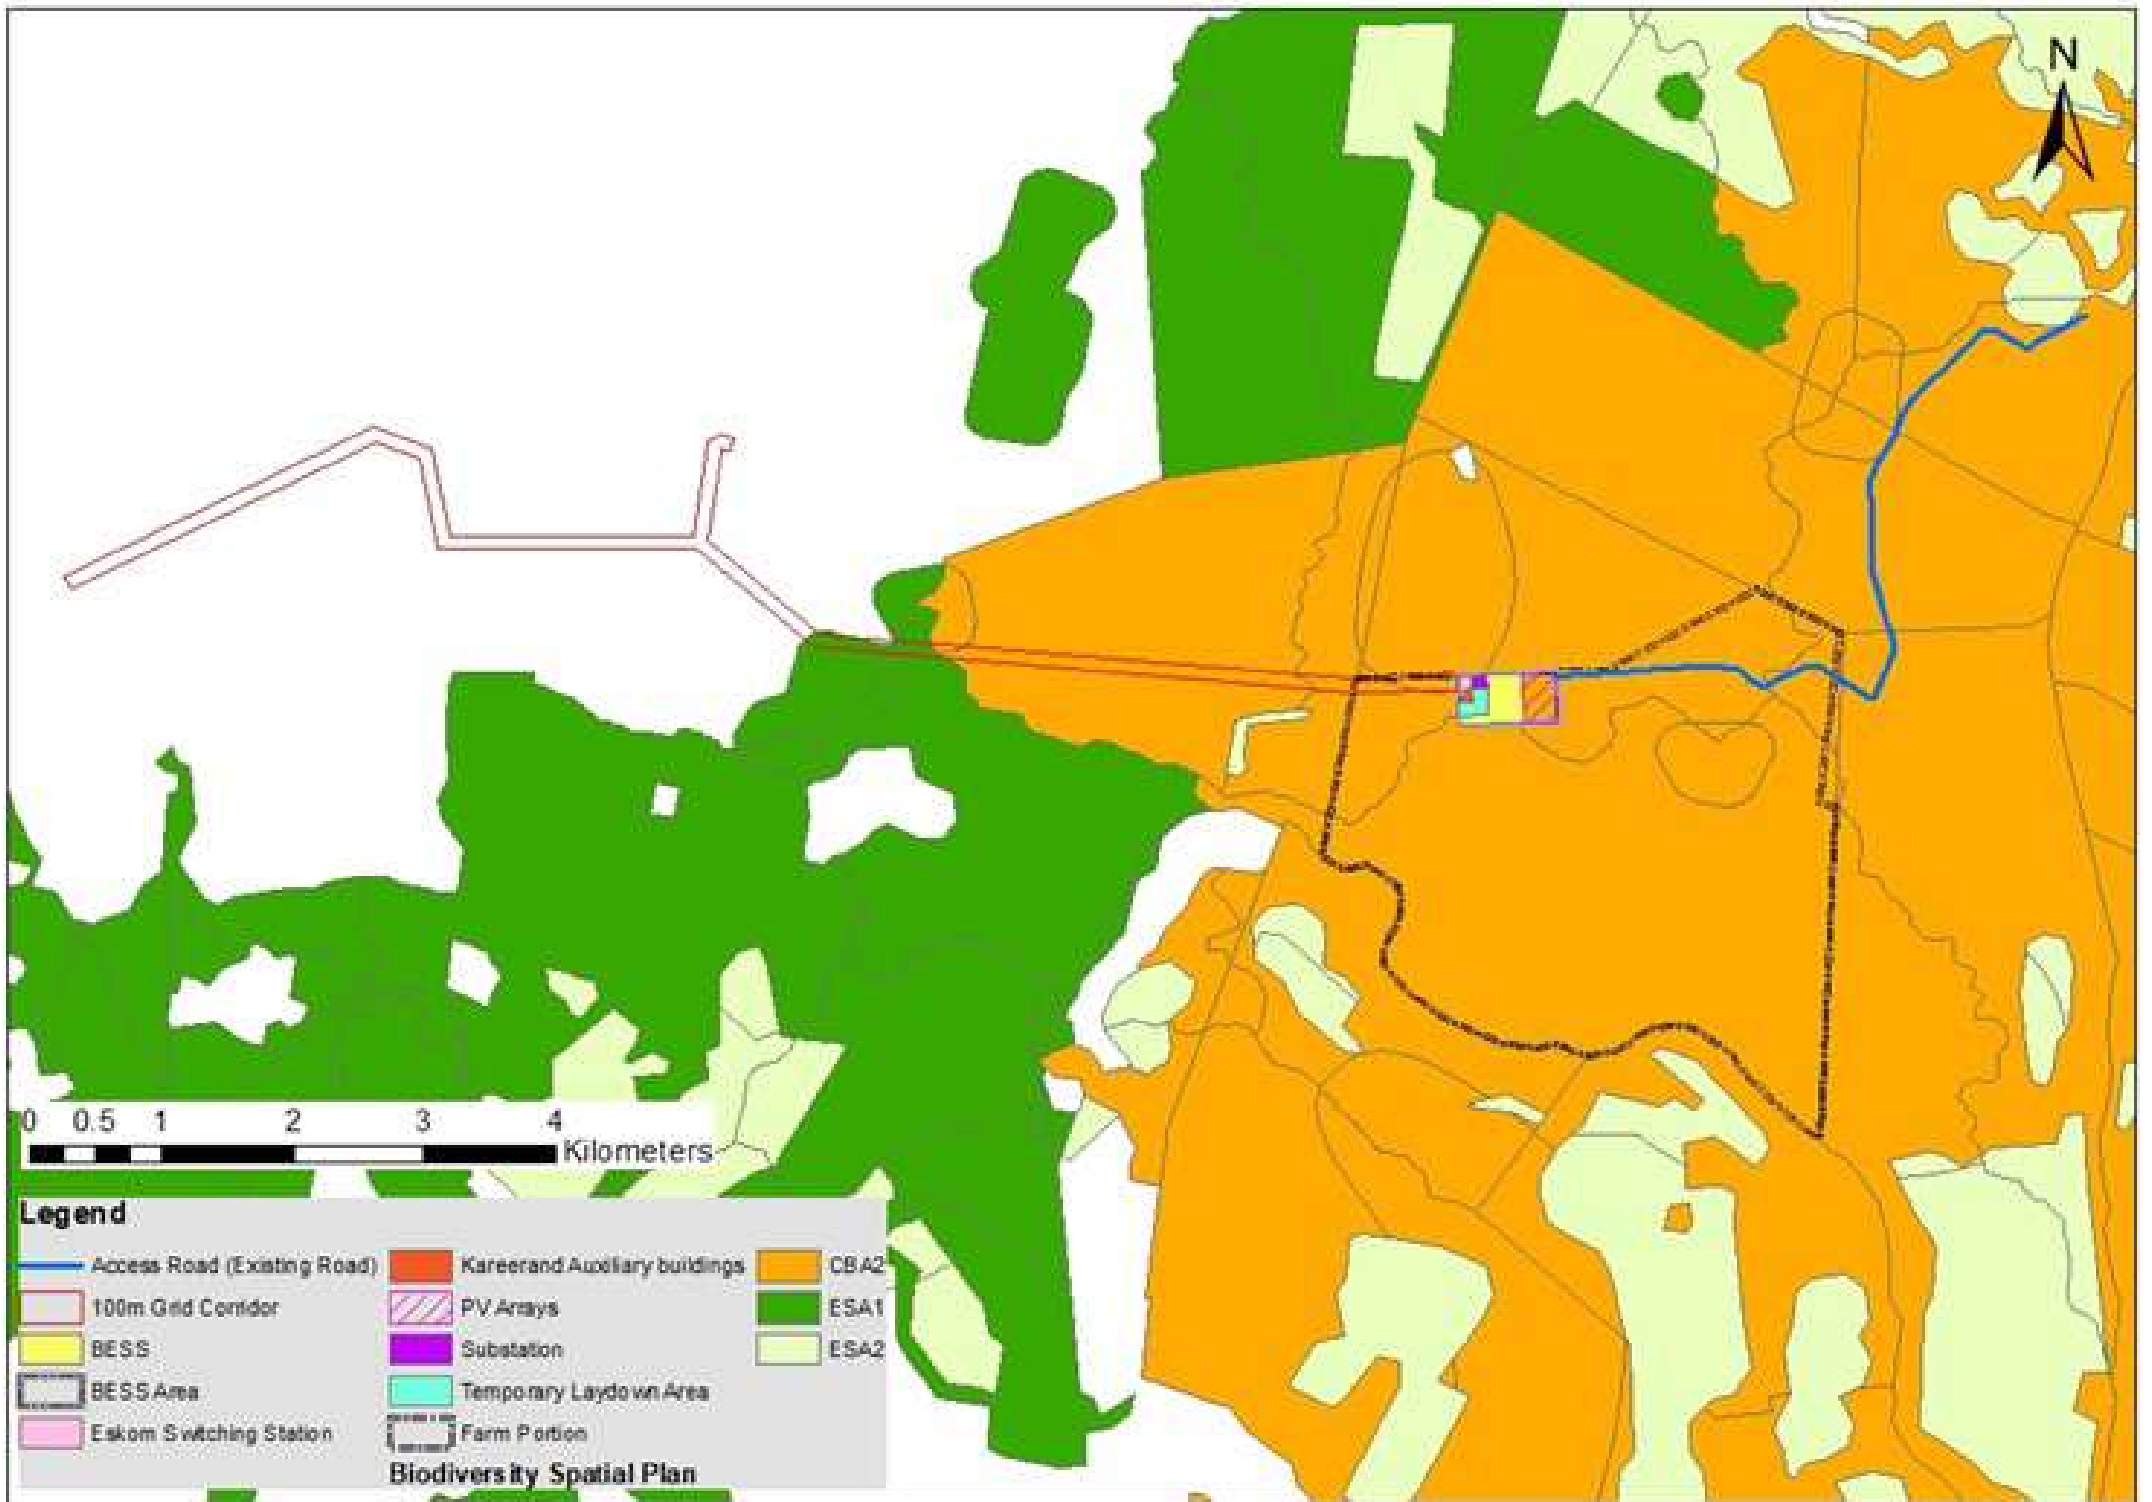 N
0 0.5 1 2 3 4
Kilometers
Legend
Access Road (Existing Road)
100m Grid Corridor
BESS
BESS Area
Eskom Switching Station
Kareerand Auxiliary buildings
PV Arrays
Substation
Temporary Laydown Area
Farm Portion
Biodiversity Spatial Plan
CBA2
ESA1
ESA2